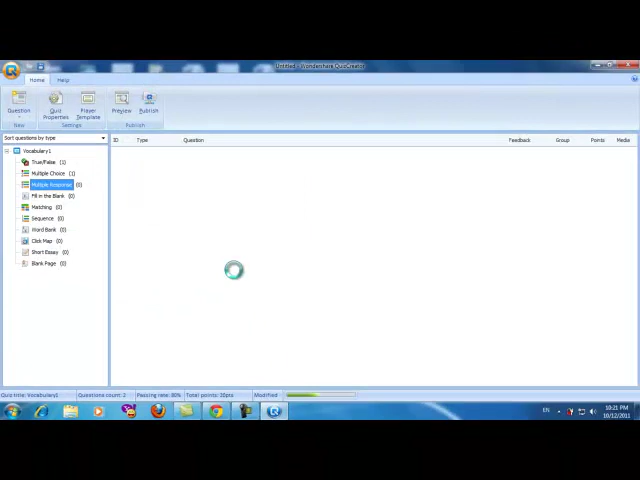 Untitled - Wondershare QuizCreator
Home Help
Question Quiz Properties Player Template Preview Publish
New Settings Publish
Sort questions by type
ID Type Question Feedback Group Points Media
Vocabulary1
True/False (1)
Multiple Choice (1)
Multiple Response (0)
Fill in the Blank (0)
Matching (0)
Sequence (0)
Word Bank (0)
Click Map (0)
Short Essay (0)
Blank Page (0)
Quiz title: Vocabulary1 Questions count: 2 Passing rate: 80% Total points: 20pts Modified
EN 10:21 PM
10/12/2011